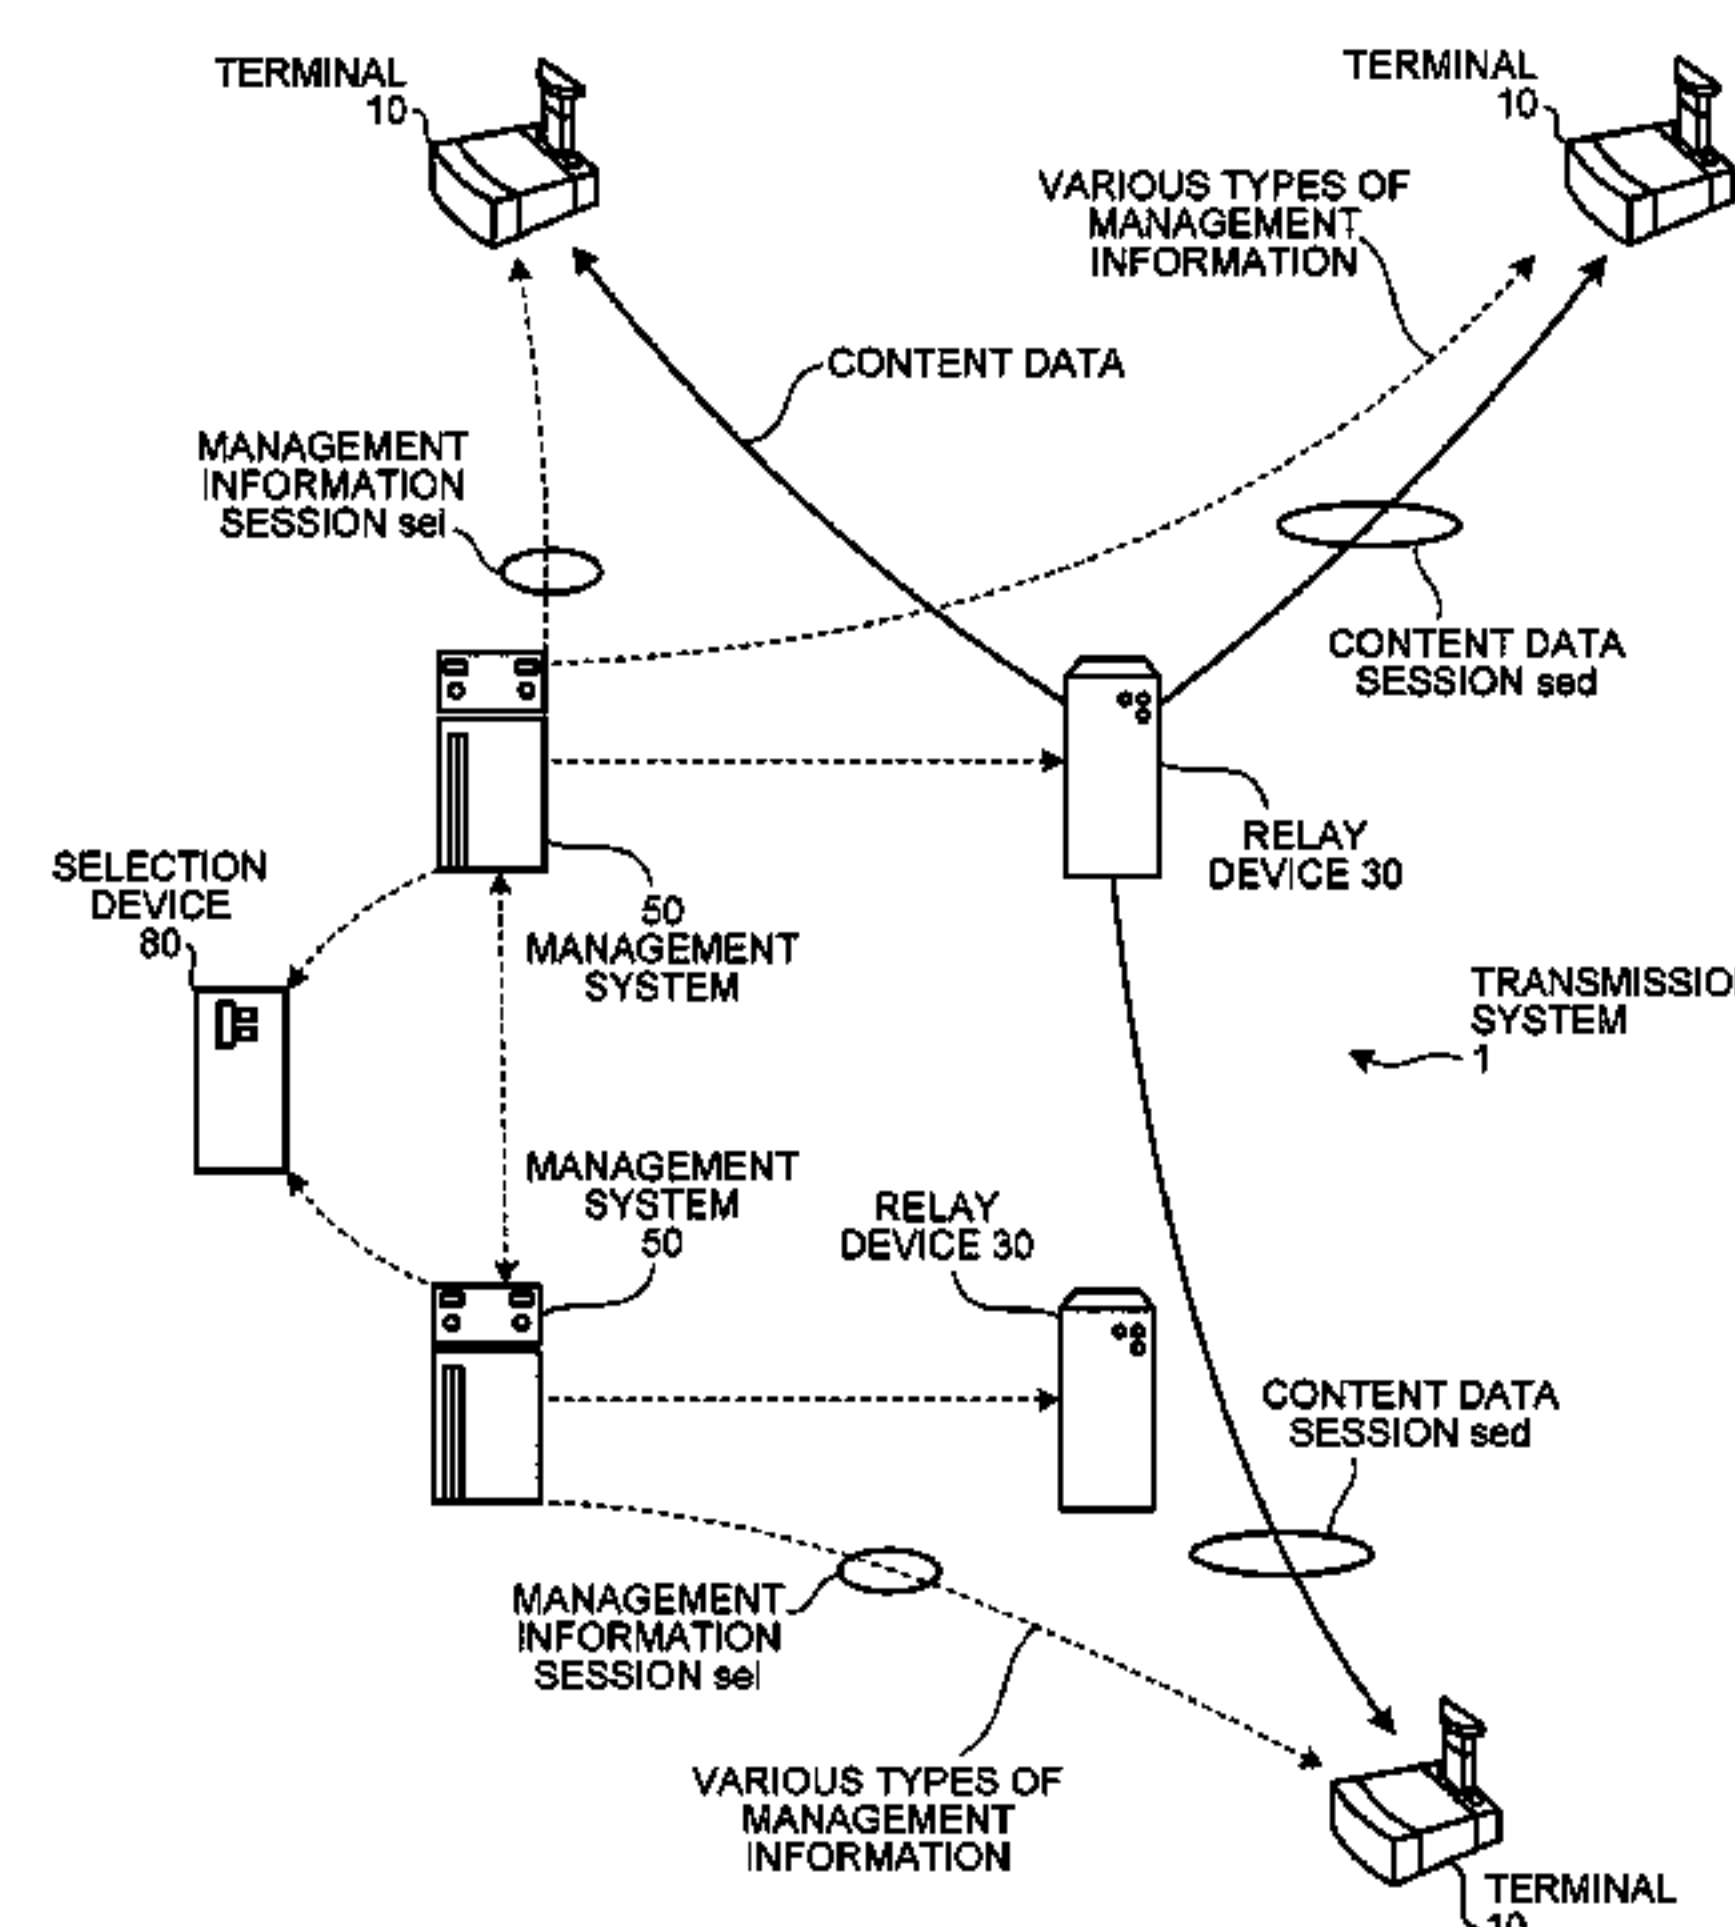 TERMINAL
10
TERMINAL
10
VARIOUS TYPES OF
MANAGEMENT
INFORMATION
CONTENT DATA
MANAGEMENT
INFORMATION
SESSION sei
CONTENT DATA
SESSION sed
RELAY
DEVICE 30
SELECTION
DEVICE
80
50
MANAGEMENT
SYSTEM
TRANSMISSIO
SYSTEM
1
MANAGEMENT
SYSTEM
50
RELAY
DEVICE 30
CONTENT DATA
SESSION sed
MANAGEMENT
INFORMATION
SESSION sei
VARIOUS TYPES OF
MANAGEMENT
INFORMATION
TERMINAL
10